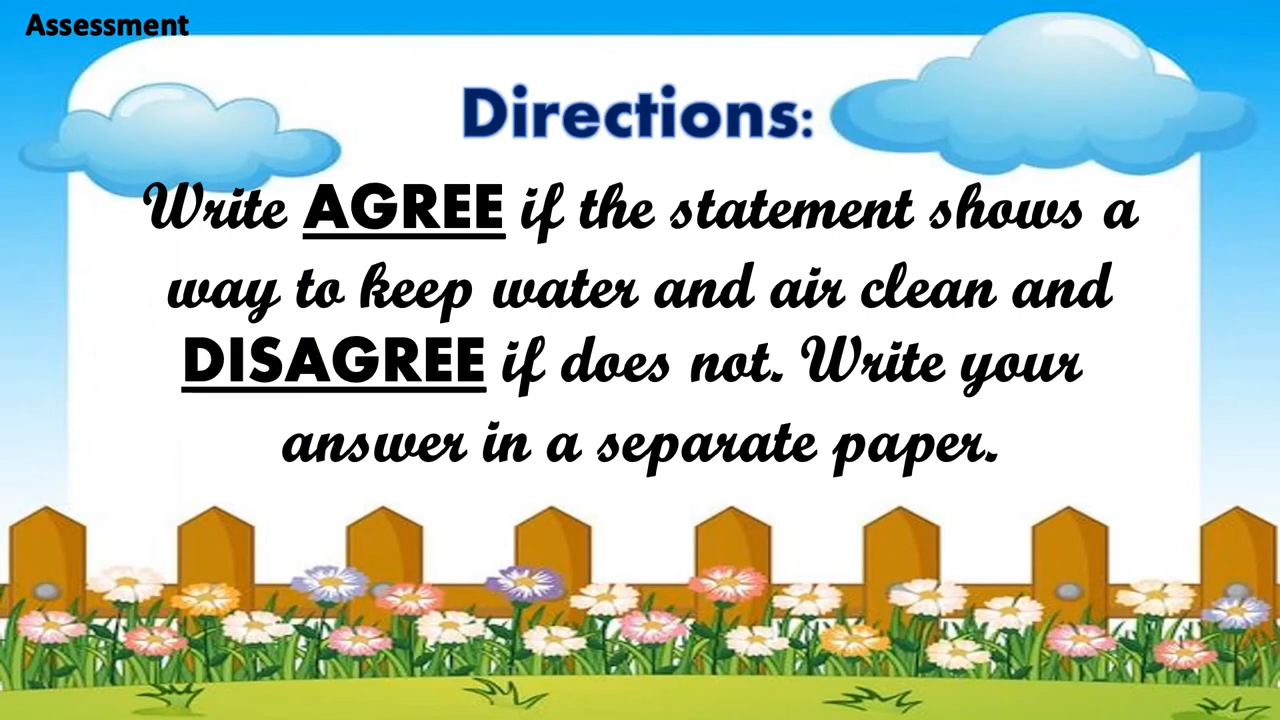 Assessment
Directions:
Write AGREE if the statement shows a
way to keep water and air clean and
DISAGREE if does not. Write your
answer in a separate paper.